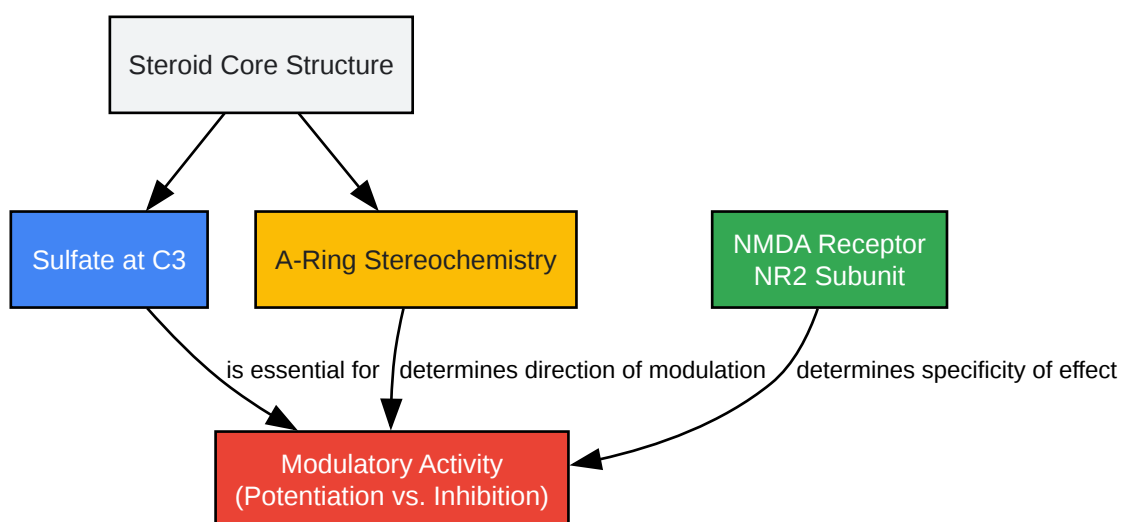 Steroid Core Structure
Sulfate at C3
A-Ring Stereochemistry
NMDA Receptor
NR2 Subunit
is essential for
determines direction of modulation
determines specificity of effect
Modulatory Activity
(Potentiation vs. Inhibition)